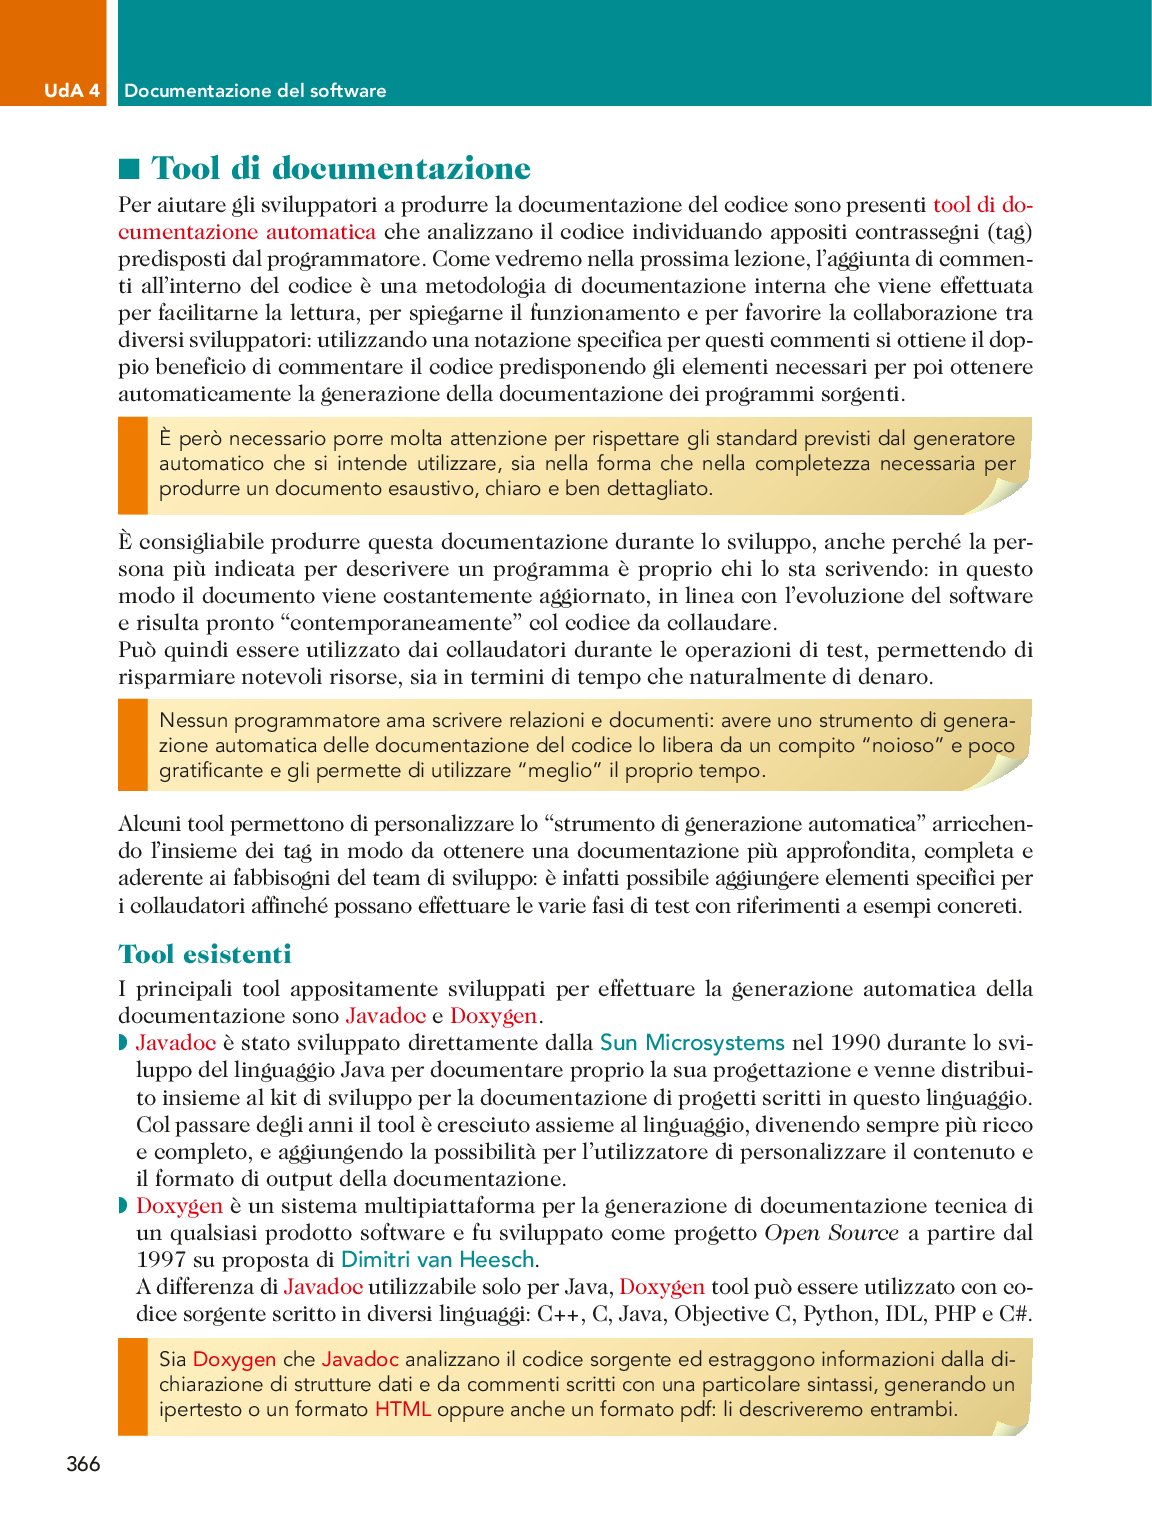 UdA 4 Documentazione del software
Tool di documentazione
Per aiutare gli sviluppatori a produrre la documentazione del codice sono presenti tool di do-
cumentazione automatica che analizzano il codice individuando appositi contrassegni (tag)
predisposti dal programmatore. Come vedremo nella prossima lezione, l’aggiunta di commen-
ti all’interno del codice è una metodologia di documentazione interna che viene effettuata
per facilitarne la lettura, per spiegarne il funzionamento e per favorire la collaborazione tra
diversi sviluppatori: utilizzando una notazione specifica per questi commenti si ottiene il dop-
pio beneficio di commentare il codice predisponendo gli elementi necessari per poi ottenere
automaticamente la generazione della documentazione dei programmi sorgenti.
È però necessario porre molta attenzione per rispettare gli standard previsti dal generatore
automatico che si intende utilizzare, sia nella forma che nella completezza necessaria per
produrre un documento esaustivo, chiaro e ben dettagliato.
È consigliabile produrre questa documentazione durante lo sviluppo, anche perché la per-
sona più indicata per descrivere un programma è proprio chi lo sta scrivendo: in questo
modo il documento viene costantemente aggiornato, in linea con l’evoluzione del software
e risulta pronto “contemporaneamente” col codice da collaudare.
Può quindi essere utilizzato dai collaudatori durante le operazioni di test, permettendo di
risparmiare notevoli risorse, sia in termini di tempo che naturalmente di denaro.
Nessun programmatore ama scrivere relazioni e documenti: avere uno strumento di genera-
zione automatica delle documentazione del codice lo libera da un compito “noioso” e poco
gratificante e gli permette di utilizzare “meglio” il proprio tempo.
Alcuni tool permettono di personalizzare lo “strumento di generazione automatica” arricchen-
do l’insieme dei tag in modo da ottenere una documentazione più approfondita, completa e
aderente ai fabbisogni del team di sviluppo: è infatti possibile aggiungere elementi specifici per
i collaudatori affinché possano effettuare le varie fasi di test con riferimenti a esempi concreti.
Tool esistenti
I principali tool appositamente sviluppati per effettuare la generazione automatica della
documentazione sono Javadoc e Doxygen.
Javadoc è stato sviluppato direttamente dalla Sun Microsystems nel 1990 durante lo svi-
luppo del linguaggio Java per documentare proprio la sua progettazione e venne distribui-
to insieme al kit di sviluppo per la documentazione di progetti scritti in questo linguaggio.
Col passare degli anni il tool è cresciuto assieme al linguaggio, divenendo sempre più ricco
e completo, e aggiungendo la possibilità per l’utilizzatore di personalizzare il contenuto e
il formato di output della documentazione.
Doxygen è un sistema multipiattaforma per la generazione di documentazione tecnica di
un qualsiasi prodotto software e fu sviluppato come progetto Open Source a partire dal
1997 su proposta di Dimitri van Heesch.
A differenza di Javadoc utilizzabile solo per Java, Doxygen tool può essere utilizzato con co-
dice sorgente scritto in diversi linguaggi: C++, C, Java, Objective C, Python, IDL, PHP e C#.
Sia Doxygen che Javadoc analizzano il codice sorgente ed estraggono informazioni dalla di-
chiarazione di strutture dati e da commenti scritti con una particolare sintassi, generando un
ipertesto o un formato HTML oppure anche un formato pdf: li descriveremo entrambi.
366